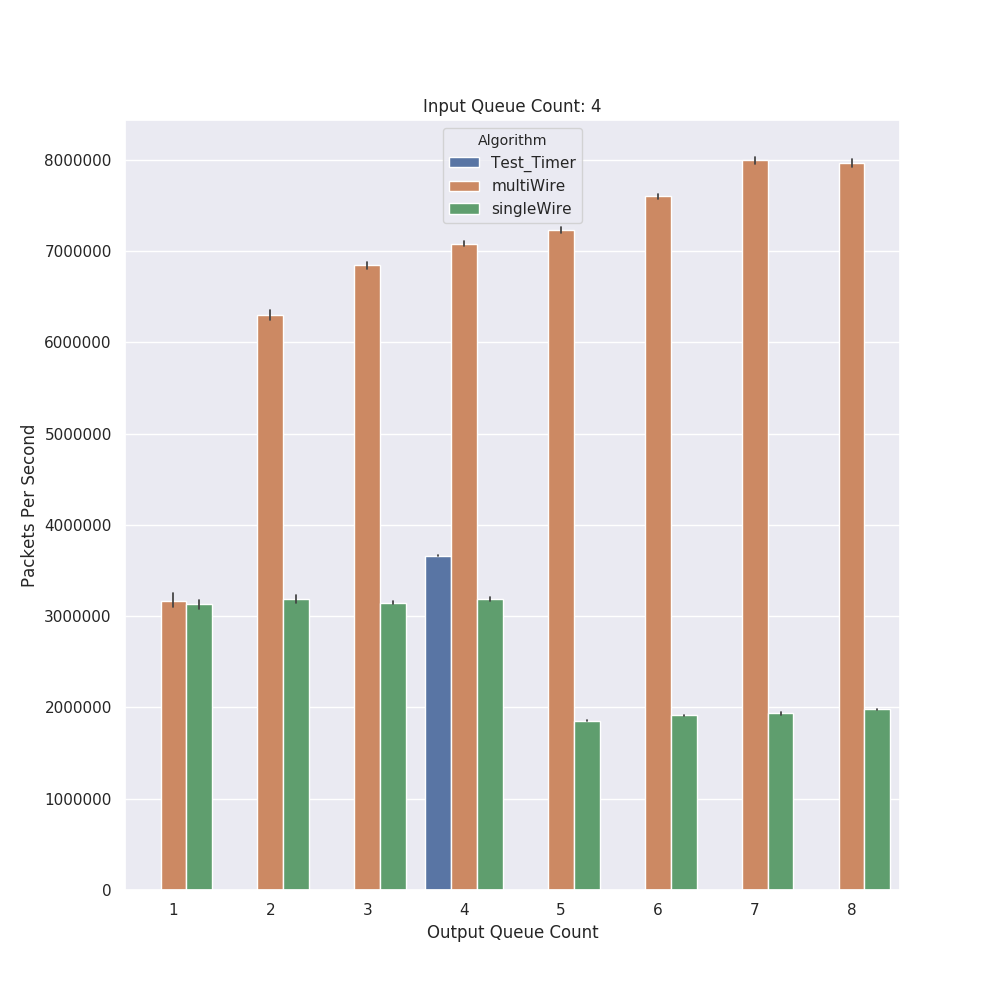 Input Queue Count: 4
Algorithm
Test_Timer
multiWire
singleWire
8000000
7000000
6000000
5000000
4000000
3000000
2000000
1000000
0
Packets Per Second
1 2 3 4 5 6 7 8
Output Queue Count